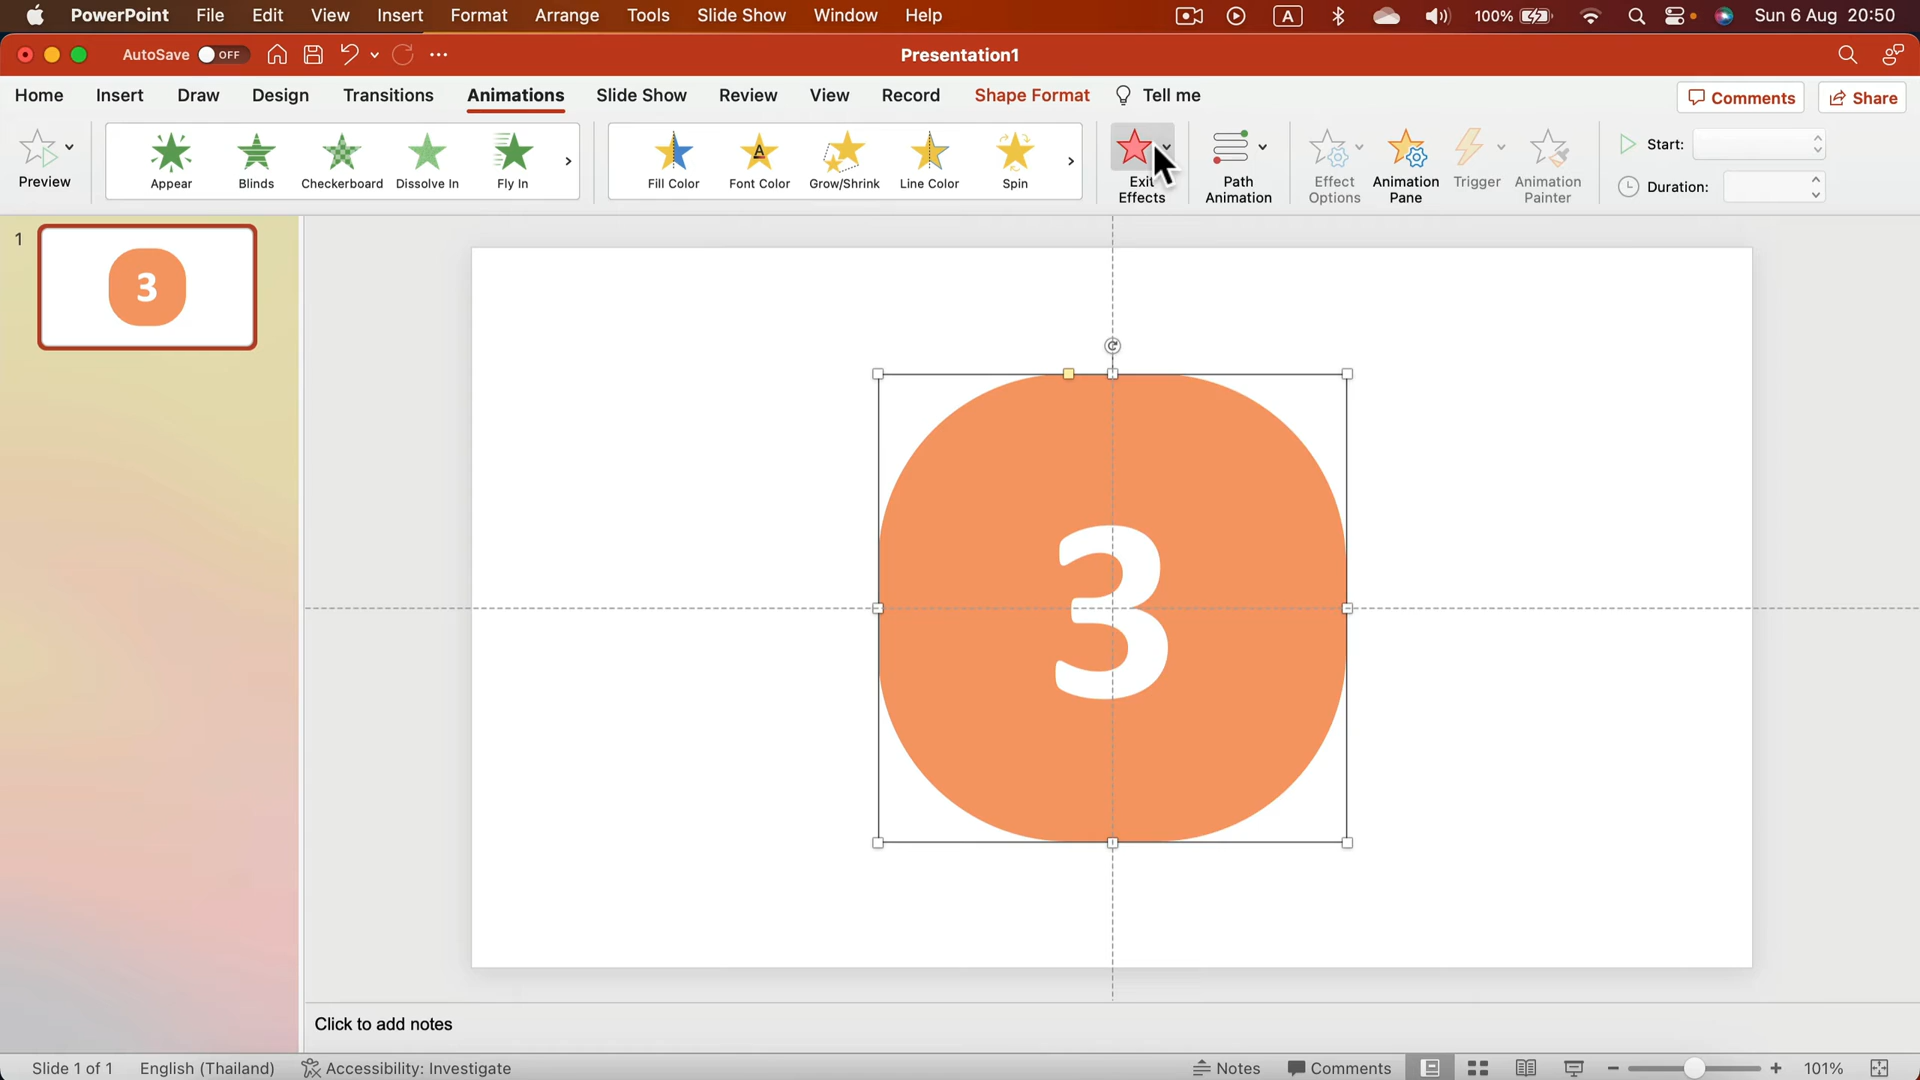 PowerPoint File Edit View Insert Format Arrange Tools Slide Show Window Help A 100% Sun 6 Aug 20:50
AutoSave OFF Presentation1
Home Insert Draw Design Transitions Animations Slide Show Review View Record Shape Format Tell me Comments Share
Preview
Appear Blinds Checkerboard Dissolve In Fly In
Fill Color Font Color Grow/Shrink Line Color Spin
Exit
Effects
Path
Animation
Effect
Options
Animation
Pane
Trigger
Animation
Painter
Start:
Duration:
1
3
3
Click to add notes
Slide 1 of 1 English (Thailand) Accessibility: Investigate Notes Comments 101%